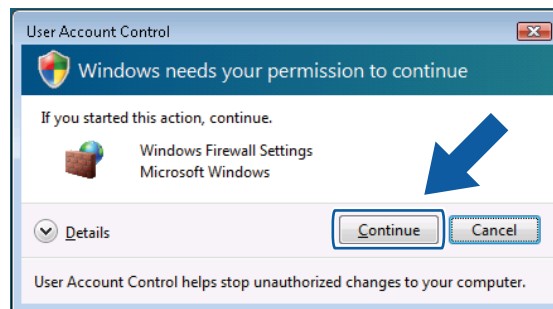 User Account Control
Windows needs your permission to continue
If you started this action, continue.
Windows Firewall Settings
Microsoft Windows
Details
Continue
Cancel
User Account Control helps stop unauthorized changes to your computer.